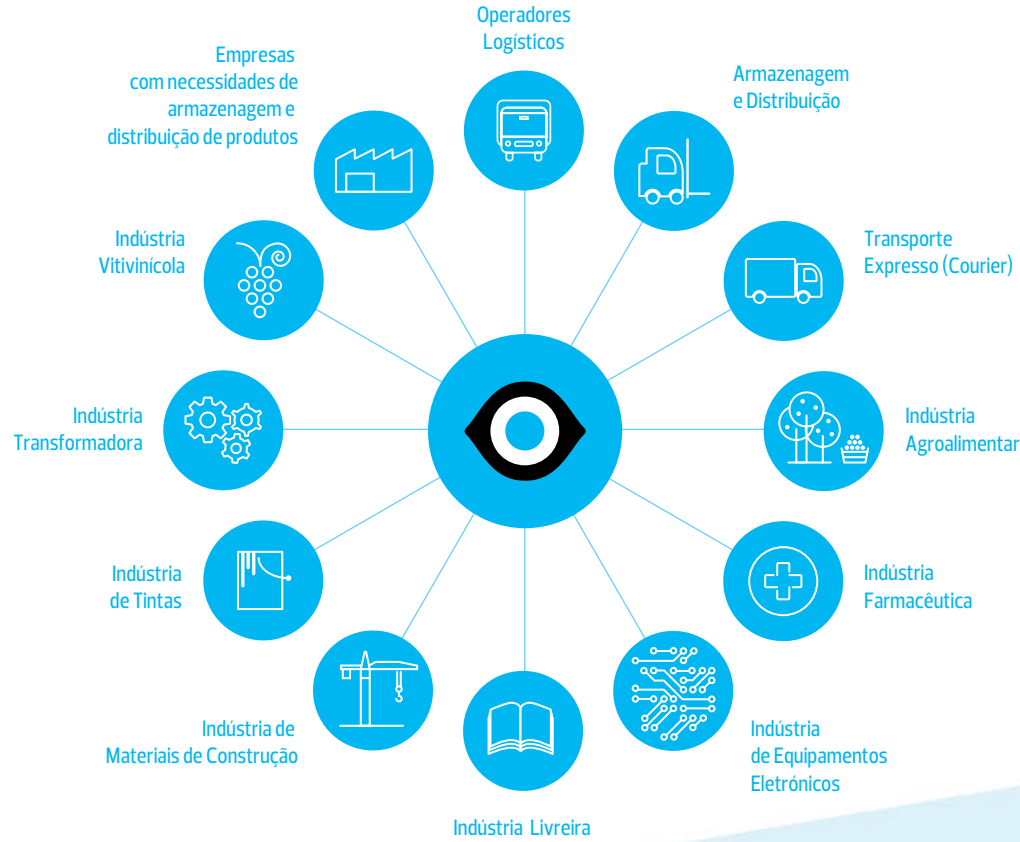 Operadores
Logísticos
Armazenagem
e Distribuição
Transporte
Expresso (Courier)
Indústria
Agroalimentar
Indústria
Farmacêutica
Indústria
de Equipamentos
Eletrónicos
Indústria Livreira
Indústria de
Materiais de Construção
Indústria
de Tintas
Indústria
Transformadora
Indústria
Vitivinícola
Empresas
com necessidades de
armazenagem e
distribuição de produtos